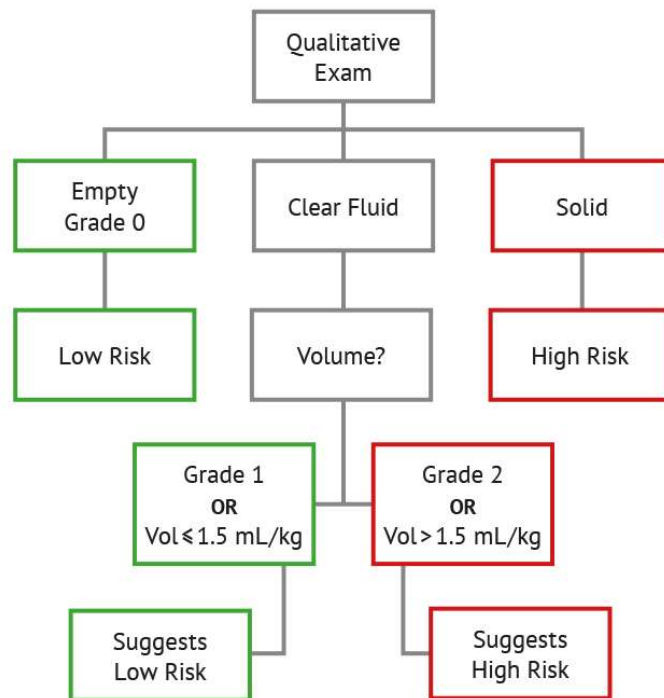 Qualitative
Exam
Empty
Grade 0
Clear Fluid
Solid
Low Risk
Volume?
High Risk
Grade 1
OR
Vol ⩽ 1.5 mL/kg
Grade 2
OR
Vol > 1.5 mL/kg
Suggests
Low Risk
Suggests
High Risk